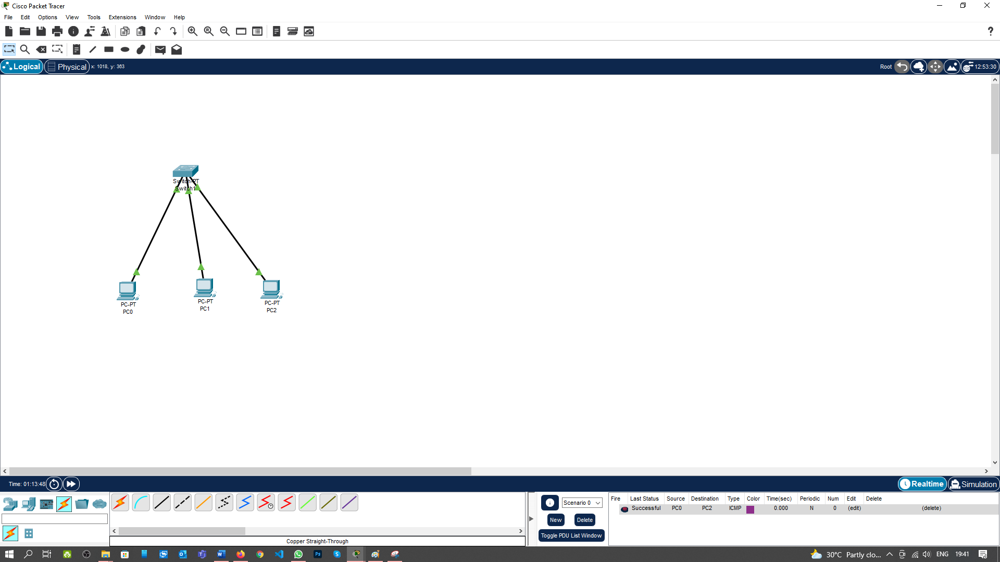 Cisco Packet Tracer
File Edit Options View Tools Extensions Window Help
Logical Physical x: 1018, y: 363 Root 12:53:30
Switch-PT
Switch1
PC-PT
PC0
PC-PT
PC1
PC-PT
PC2
Time: 01:13:48 Realtime Simulation
Scenario 0
New Delete
Toggle PDU List Window
Fire Last Status Source Destination Type Color Time(sec) Periodic Num Edit Delete
Successful PC0 PC2 ICMP 0.000 N 0 (edit) (delete)
Copper Straight-Through
30°C Partly clo... ENG 19:41